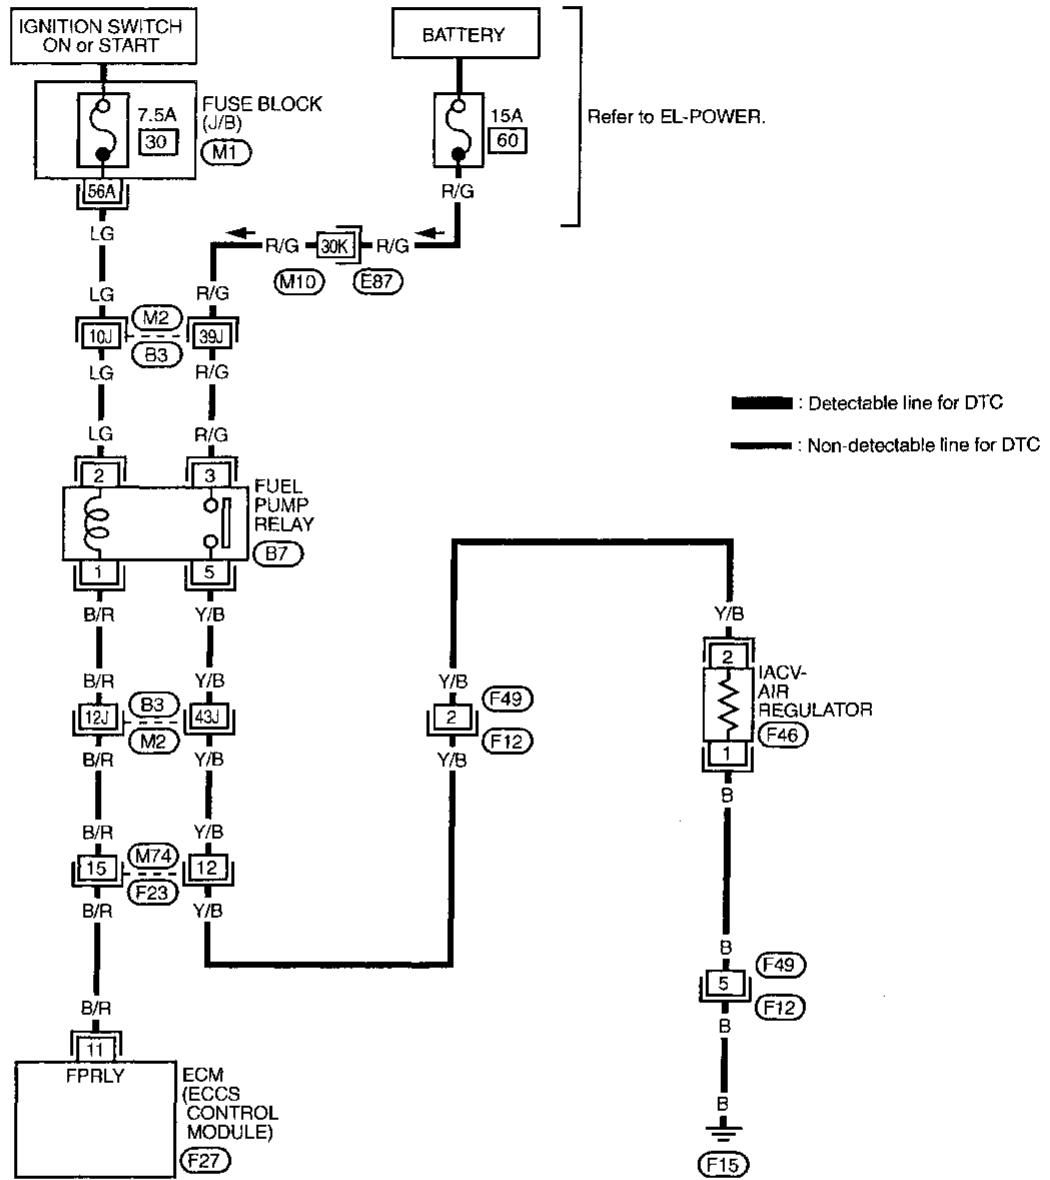 IGNITION SWITCH
ON or START
BATTERY
7.5A
30
FUSE BLOCK
(J/B)
M1
15A
60
Refer to EL-POWER.
56A
R/G
LG
R/G
30K
R/G
M10
E87
LG
R/G
10J
M2
B3
39J
LG
R/G
: Detectable line for DTC
LG
R/G
: Non-detectable line for DTC
2
3
FUEL
PUMP
RELAY
B7
1
5
B/R
Y/B
Y/B
2
IACV-
AIR
REGULATOR
F46
1
B/R
Y/B
Y/B
12J
B3
M2
43J
2
F49
F12
B/R
Y/B
Y/B
B
B/R
Y/B
15
M74
F23
12
B/R
Y/B
B
5
F49
F12
B
B/R
11
FPRLY
ECM
(ECCS
CONTROL
MODULE)
F27
B
F15